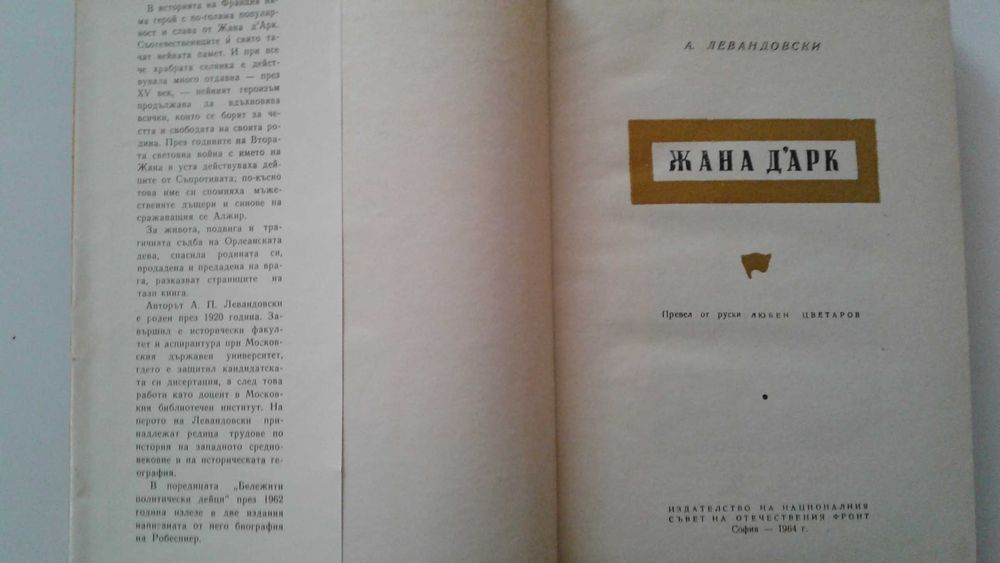 В историята на Франция ня-
ма герой с по-голяма популяр-
ност и слава от Жана д'Арк.
Съотечествениците ѝ свито та-
чат нейната памет. И при все
че храбрата селянка е дейст-
вувала много отдавна — през
XV век, — нейният героизъм
продължава да вдъхновява
всички, които се борят за че-
стта и свободата на своята ро-
дина. През годините на Втора-
та световна война с името на
Жана в уста действуваха дей-
ците от Съпротивата; по-късно
това име си спомняха мъже-
ствените дъщери и синове на
сражаващия се Алжир.
За живота, подвига и тра-
гичната съдба на Орлеанската
дева, спасила родината си,
продадена и предадена на вра-
га, разказват страниците на
тази книга.
Авторът А. П. Левандовски
е роден през 1920 година. За-
вършил е исторически факул-
тет и аспирантура при Москов-
ския държавен университет,
гдето е защитил кандидатска-
та си дисертация, а след това
работи като доцент в Москов-
кия библиотечен институт. На
перото на Левандовски при-
надлежат редица трудове по
история на западното средно-
вековие и на историческата ге-
ография.
В поредицата „Бележити
политически дейци" през 1962
година излезе в две издания
написаната от него биография
на Робеспиер.
А. ЛЕВАНДОВСКИ
ЖАНА Д'АРК
Превел от руски ЛЮБЕН ЦВЕТАРОВ
ИЗДАТЕЛСТВО НА НАЦИОНАЛНИЯ
СЪВЕТ НА ОТЕЧЕСТВЕНИЯ ФРОНТ
София — 1964 г.